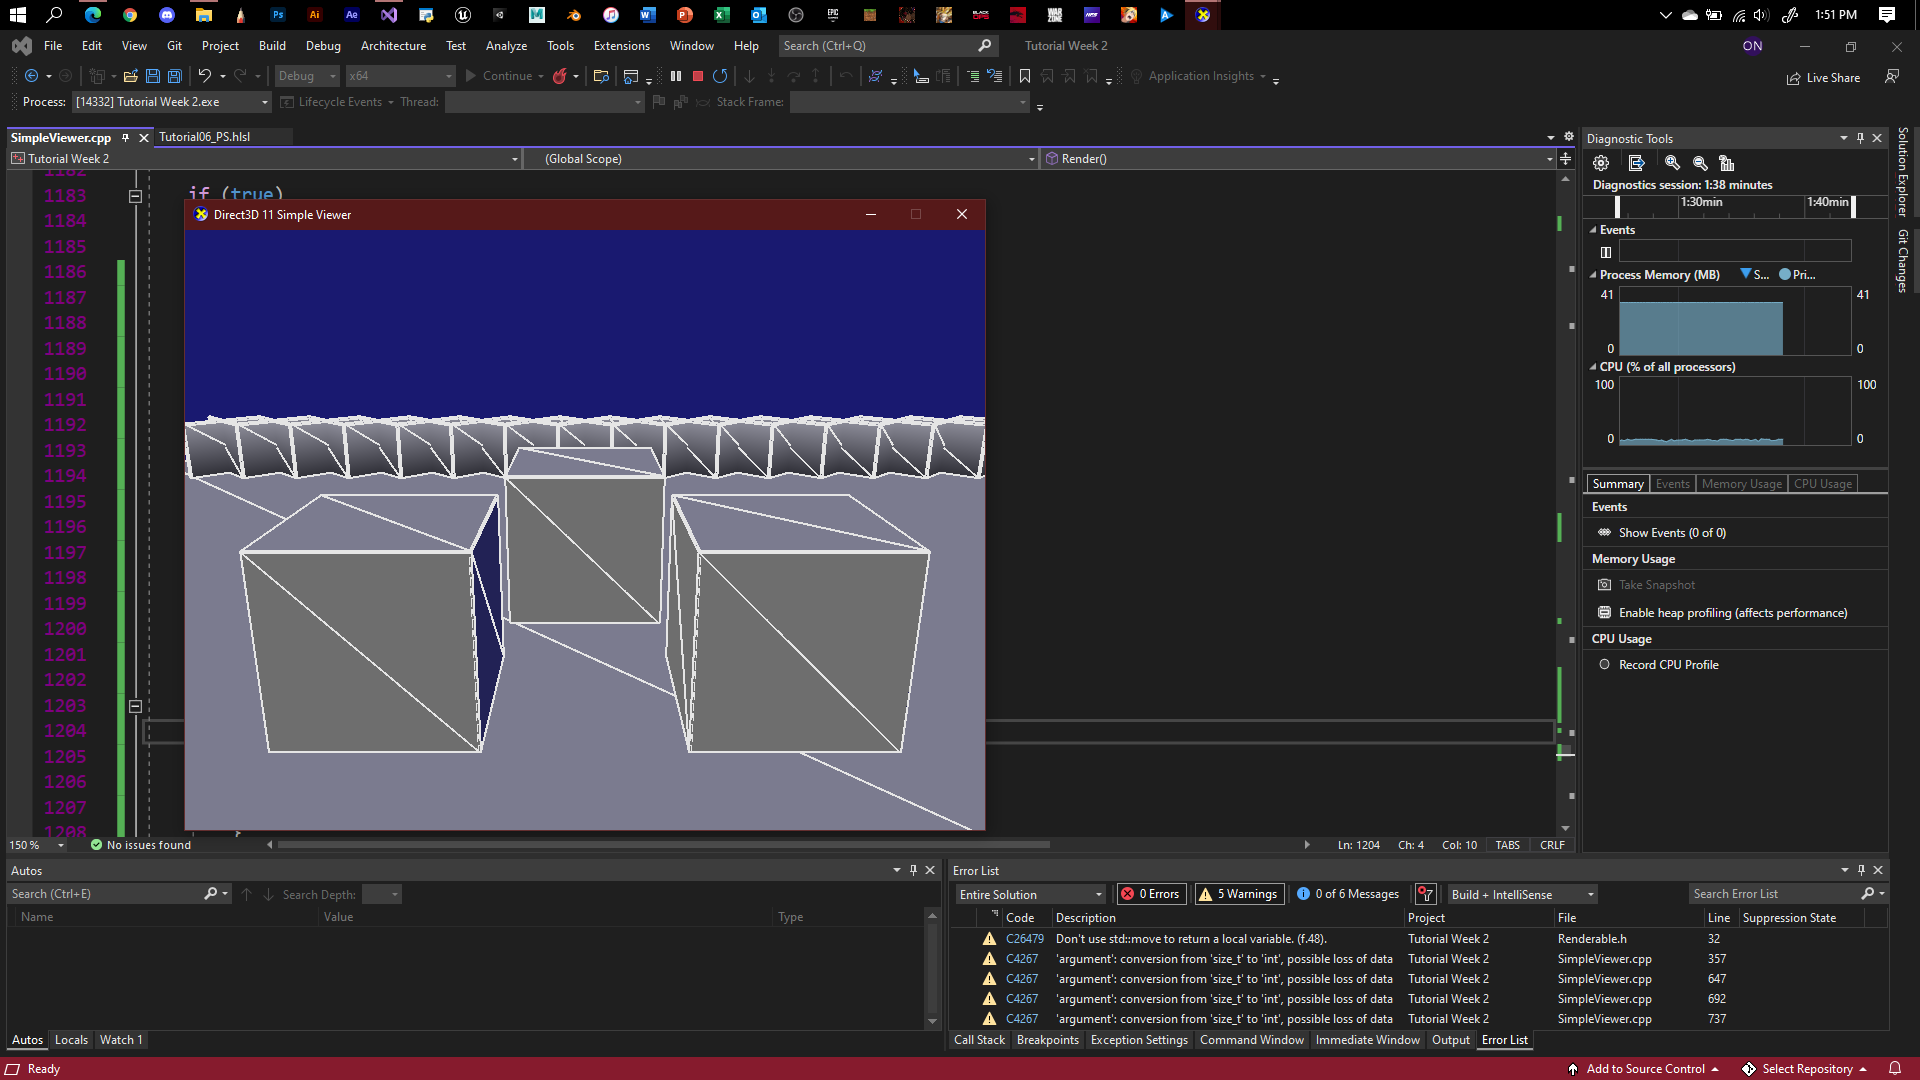 1:51 PM
File Edit View Git Project Build Debug Architecture Test Analyze Tools Extensions Window Help Search (Ctrl+Q) Tutorial Week 2 ON
Debug x64 Continue Application Insights Live Share
Process: [14332] Tutorial Week 2.exe Lifecycle Events Thread: Stack Frame:
SimpleViewer.cpp Tutorial06_PS.hlsl
Tutorial Week 2 (Global Scope) Render()
1182
1183 if (true)
1184
1185
1186
1187
1188
1189
1190
1191
1192
1193
1194
1195
1196
1197
1198
1199
1200
1201
1202
1203
1204
1205
1206
1207
1208 }
Direct3D 11 Simple Viewer
150 % No issues found Ln: 1204 Ch: 4 Col: 10 TABS CRLF
Diagnostic Tools
Diagnostics session: 1:38 minutes
1:30min 1:40min
Events
Process Memory (MB) S... Pri...
41 41
0 0
CPU (% of all processors)
100 100
0 0
Summary Events Memory Usage CPU Usage
Events
Show Events (0 of 0)
Memory Usage
Take Snapshot
Enable heap profiling (affects performance)
CPU Usage
Record CPU Profile
Solution Explorer
Git Changes
Autos
Search (Ctrl+E) Search Depth:
Name Value Type
Autos Locals Watch 1
Error List
Entire Solution 0 Errors 5 Warnings 0 of 6 Messages Build + IntelliSense Search Error List
Code Description Project File Line Suppression State
C26479 Don't use std::move to return a local variable. (f.48). Tutorial Week 2 Renderable.h 32
C4267 'argument': conversion from 'size_t' to 'int', possible loss of data Tutorial Week 2 SimpleViewer.cpp 357
C4267 'argument': conversion from 'size_t' to 'int', possible loss of data Tutorial Week 2 SimpleViewer.cpp 647
C4267 'argument': conversion from 'size_t' to 'int', possible loss of data Tutorial Week 2 SimpleViewer.cpp 692
C4267 'argument': conversion from 'size_t' to 'int', possible loss of data Tutorial Week 2 SimpleViewer.cpp 737
Call Stack Breakpoints Exception Settings Command Window Immediate Window Output Error List
Ready Add to Source Control Select Repository